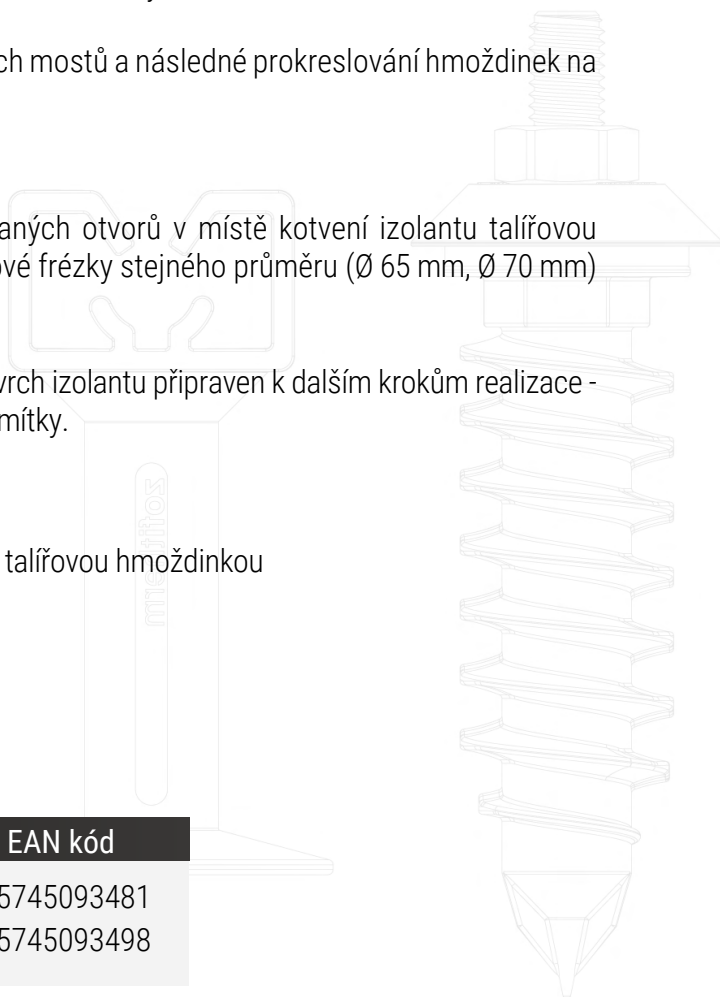 ch mostů a následné prokreslování hmoždinek na
aných otvorů v místě kotvení izolantu talířovou
ové frézky stejného průměru (Ø 65 mm, Ø 70 mm)
vrch izolantu připraven k dalším krokům realizace -
mítky.
talířovou hmoždinkou
EAN kód
5745093481
5745093498